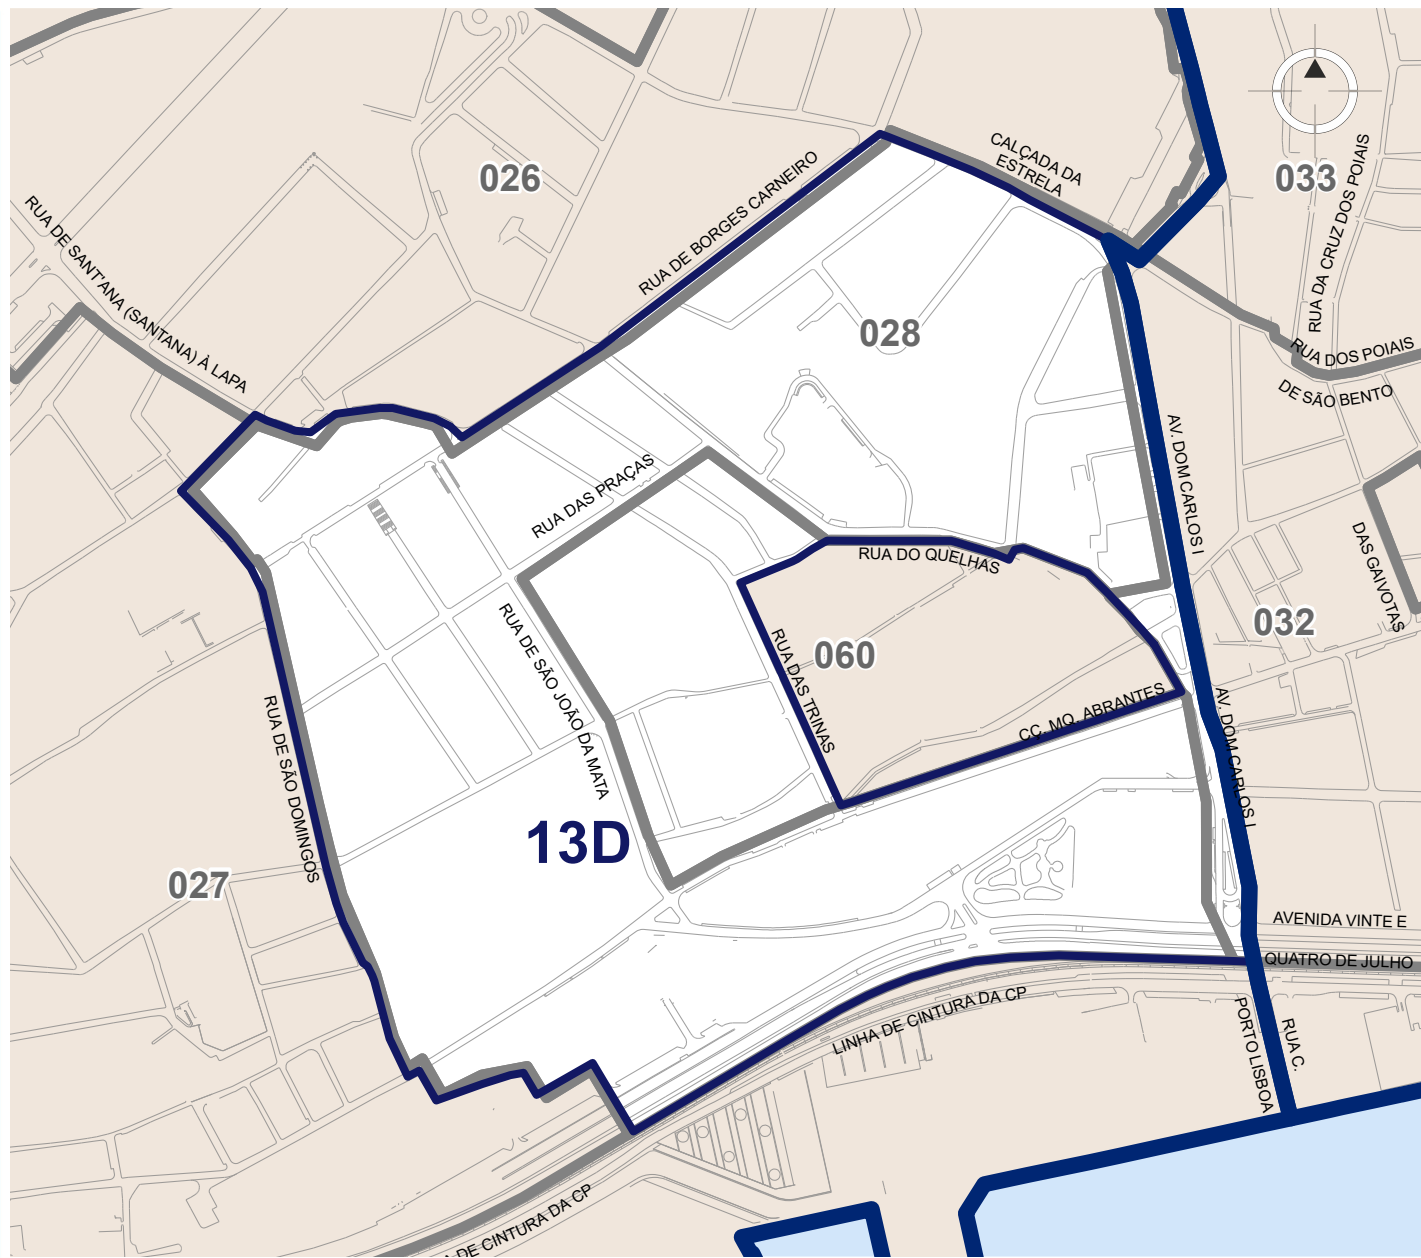 CALÇADA DA
ESTRELA
026
033
RUA DE BORGES CARNEIRO
RUA DA CRUZ DOS POIAIS
RUA DE SANT'ANA (SANTANA) À LAPA
028
RUA DOS POIAIS
DE SÃO BENTO
AV. DOM CARLOS I
RUA DAS PRAÇAS
RUA DO QUELHAS
DAS GAIVOTAS
032
060
RUA DE SÃO JOÃO DA MATA
RUA DAS TRINAS
CÇ. MQ. ABRANTES
AV. DOM CARLOS I
RUA DE SÃO DOMINGOS
13D
027
AVENIDA VINTE E
QUATRO DE JULHO
LINHA DE CINTURA DA CP
PORTO LISBOA
RUA C.
DE CINTURA DA CP